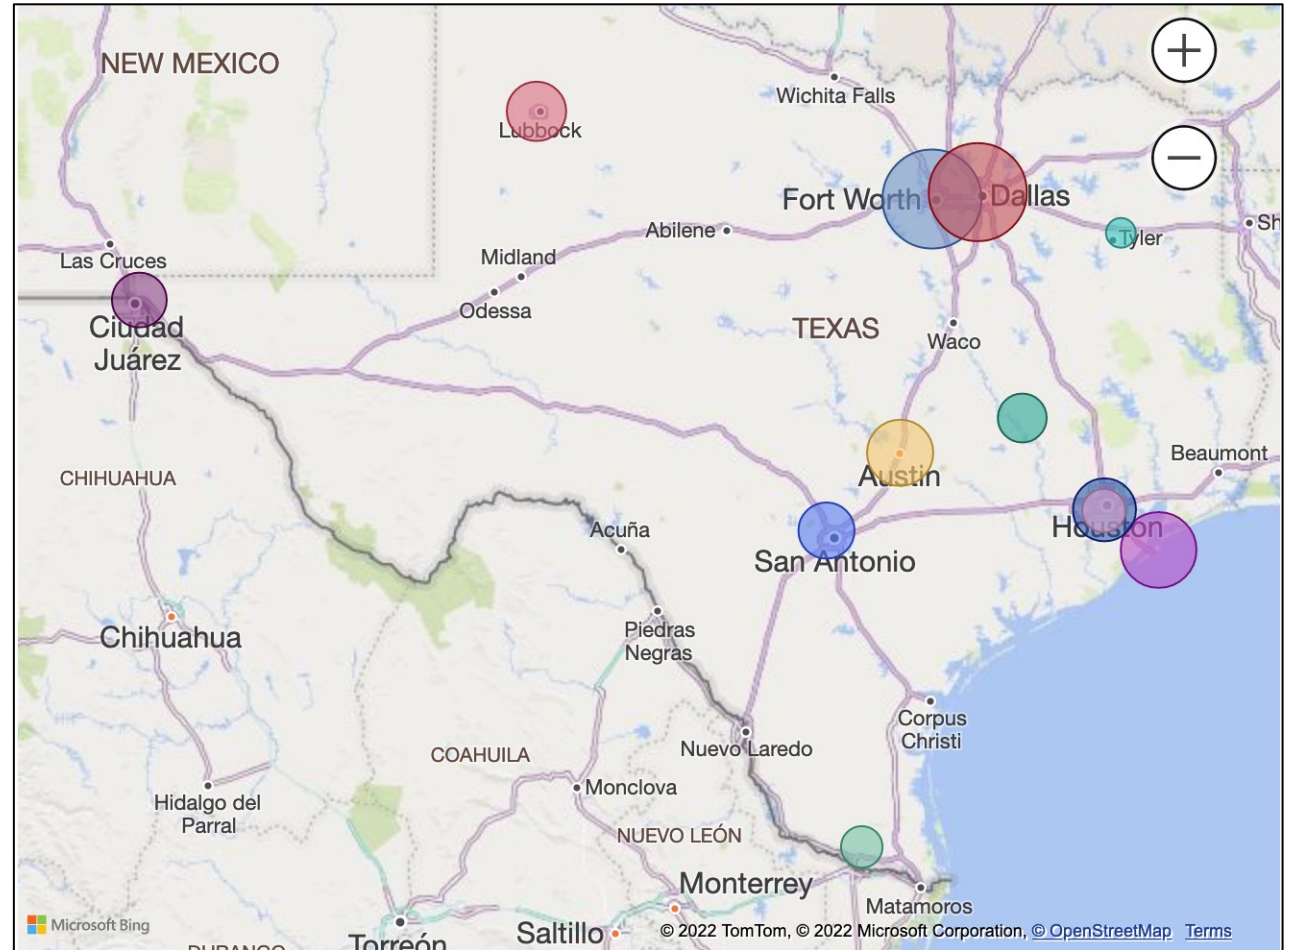 NEW MEXICO
Wichita Falls
Lubbock
Fort Worth
Dallas
Abilene
Tyler
Sh
Las Cruces
Midland
Odessa
Ciudad
Juárez
TEXAS
Waco
CHIHUAHUA
Austin
Beaumont
Acuña
Houston
San Antonio
Chihuahua
Piedras
Negras
Corpus
Christi
Nuevo Laredo
COAHUILA
Monclova
Hidalgo del
Parral
NUEVO LEÓN
Monterrey
Matamoros
Microsoft Bing
Saltillo
© 2022 TomTom, © 2022 Microsoft Corporation, © OpenStreetMap Terms
DURANGO
Torreón